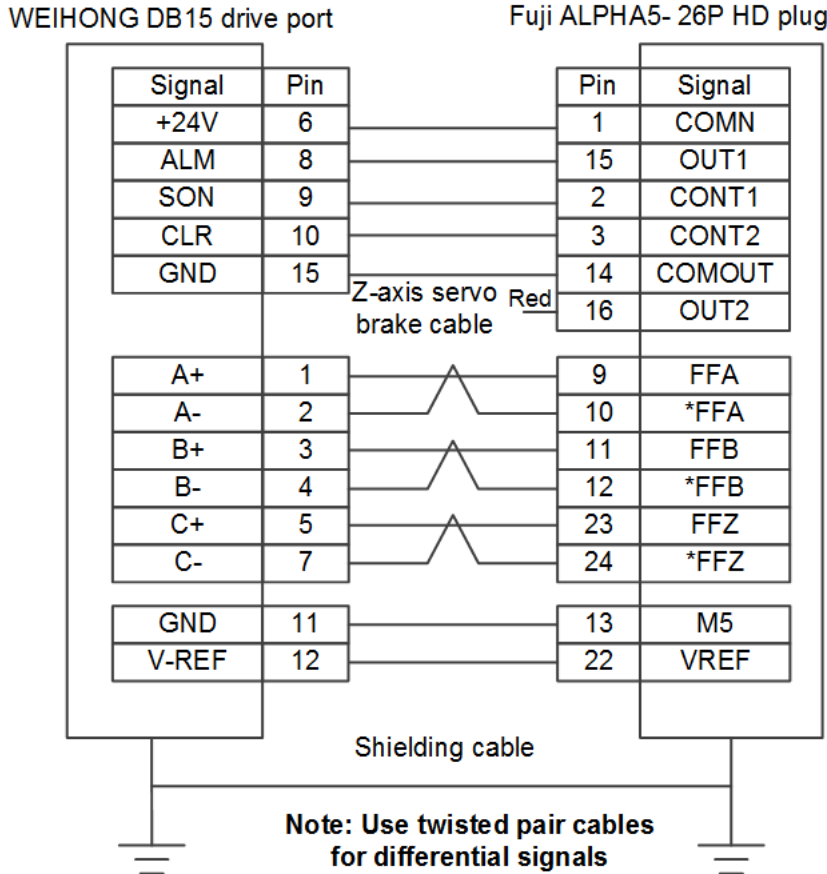 WEIHONG DB15 drive port
Fuji ALPHA5- 26P HD plug
Signal Pin Pin Signal
+24V 6 1 COMN
ALM 8 15 OUT1
SON 9 2 CONT1
CLR 10 3 CONT2
GND 15 14 COMOUT
Z-axis servo Red
brake cable
16 OUT2
A+ 1 9 FFA
A- 2 10 *FFA
B+ 3 11 FFB
B- 4 12 *FFB
C+ 5 23 FFZ
C- 7 24 *FFZ
GND 11 13 M5
V-REF 12 22 VREF
Shielding cable
Note: Use twisted pair cables
for differential signals